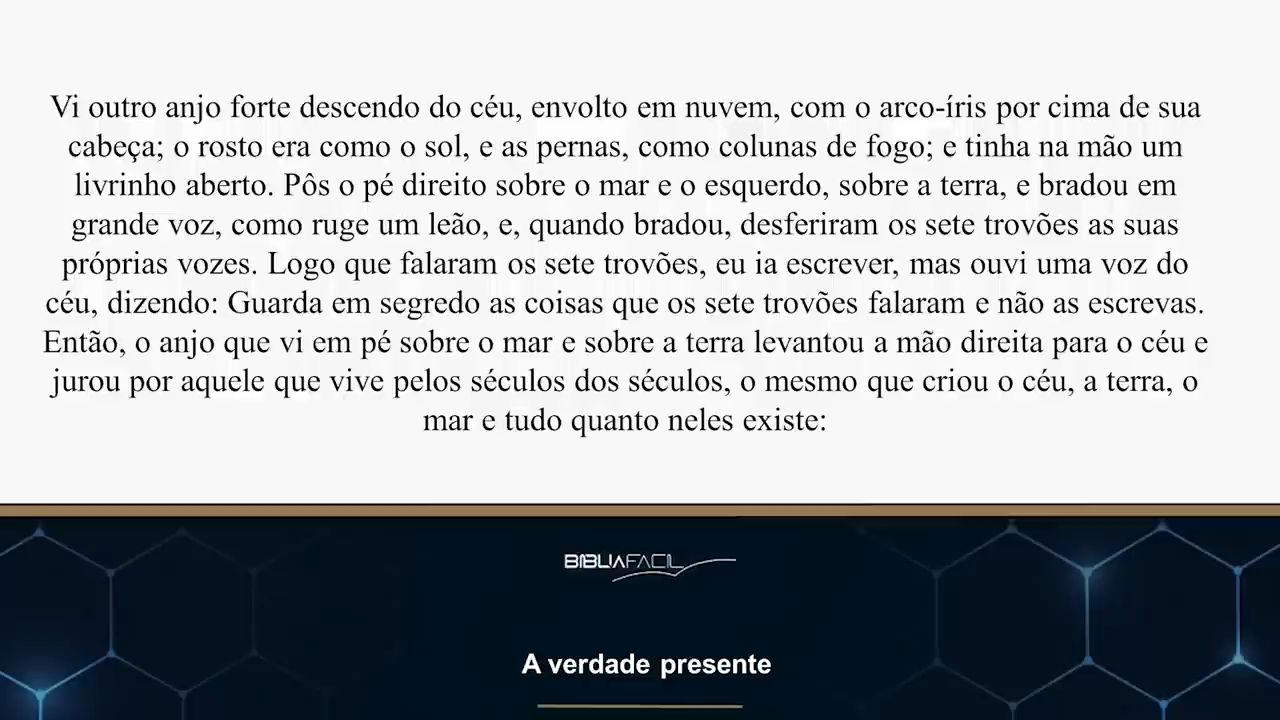 Vi outro anjo forte descendo do céu, envolto em nuvem, com o arco-íris por cima de sua
cabeça; o rosto era como o sol, e as pernas, como colunas de fogo; e tinha na mão um
livrinho aberto. Pôs o pé direito sobre o mar e o esquerdo, sobre a terra, e bradou em
grande voz, como ruge um leão, e, quando bradou, desferiram os sete trovões as suas
próprias vozes. Logo que falaram os sete trovões, eu ia escrever, mas ouvi uma voz do
céu, dizendo: Guarda em segredo as coisas que os sete trovões falaram e não as escrevas.
Então, o anjo que vi em pé sobre o mar e sobre a terra levantou a mão direita para o céu e
jurou por aquele que vive pelos séculos dos séculos, o mesmo que criou o céu, a terra, o
mar e tudo quanto neles existe:
BIBLIAFACIL
A verdade presente